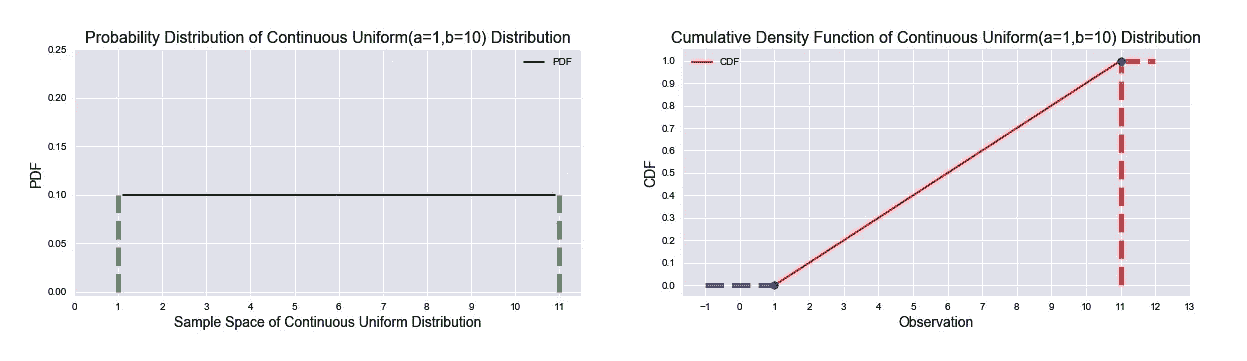 Probability Distribution of Continuous Uniform(a=1,b=10) Distribution
0.25
PDF
0.20
0.15
PDF
0.10
0.05
0.00
0 1 2 3 4 5 6 7 8 9 10 11
Sample Space of Continuous Uniform Distribution
Cumulative Density Function of Continuous Uniform(a=1,b=10) Distribution
1.0
CDF
0.9
0.8
0.7
0.6
CDF
0.5
0.4
0.3
0.2
0.1
0.0
−1 0 1 2 3 4 5 6 7 8 9 10 11 12 13
Observation